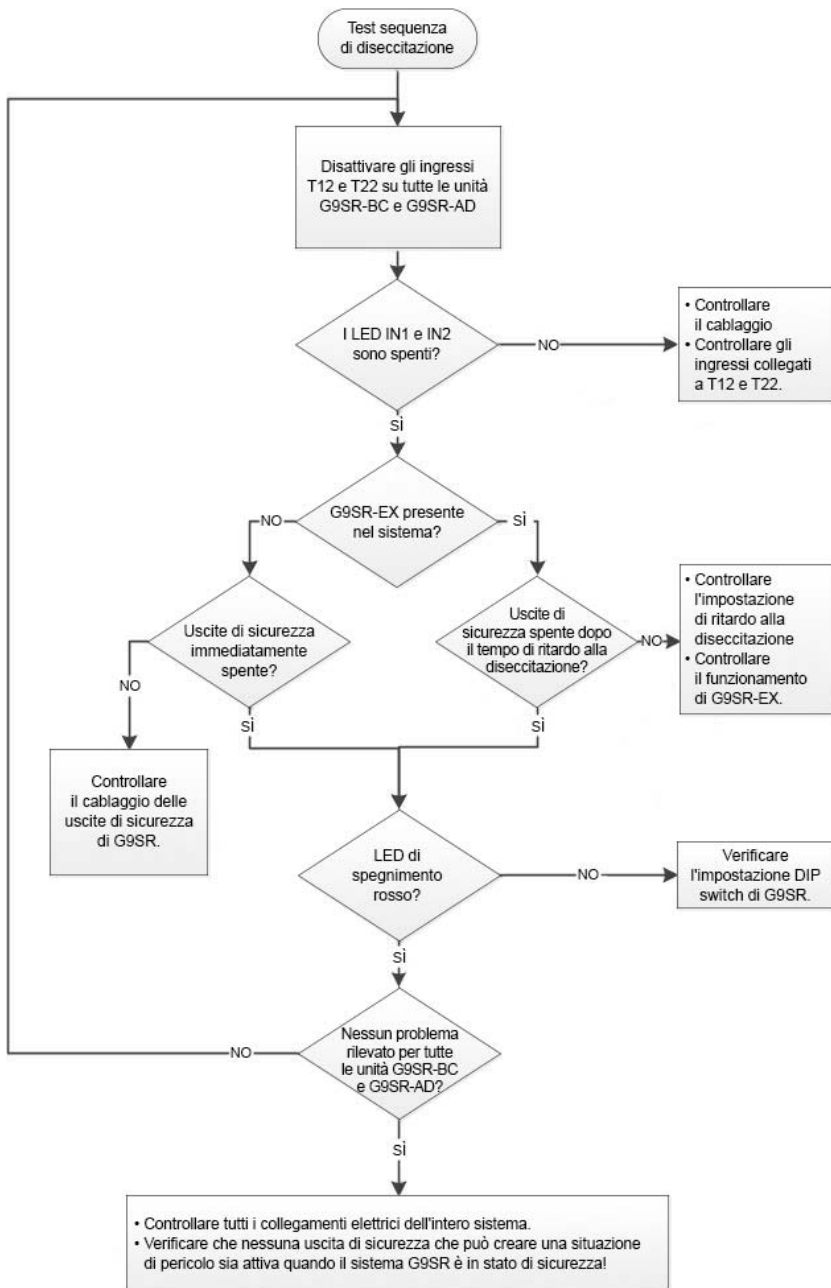 Test sequenza
di diseccitazione
Disattivare gli ingressi
T12 e T22 su tutte le unità
G9SR-BC e G9SR-AD
I LED IN1 e IN2
sono spenti?
NO
• Controllare
il cablaggio
• Controllare gli
ingressi collegati
a T12 e T22.
SÌ
G9SR-EX presente
nel sistema?
NO
SÌ
Uscite di sicurezza
immediatamente
spente?
Uscite di
sicurezza spente dopo
il tempo di ritardo alla
diseccitazione?
NO
• Controllare
l'impostazione
di ritardo alla
diseccitazione
• Controllare
il funzionamento
di G9SR-EX.
NO
SÌ
SÌ
Controllare
il cablaggio delle
uscite di sicurezza
di G9SR.
LED di
spegnimento
rosso?
NO
Verificare
l'impostazione DIP
switch di G9SR.
SÌ
Nessun problema
rilevato per tutte
le unità G9SR-BC
e G9SR-AD?
NO
SÌ
• Controllare tutti i collegamenti elettrici dell'intero sistema.
• Verificare che nessuna uscita di sicurezza che può creare una situazione
di pericolo sia attiva quando il sistema G9SR è in stato di sicurezza!